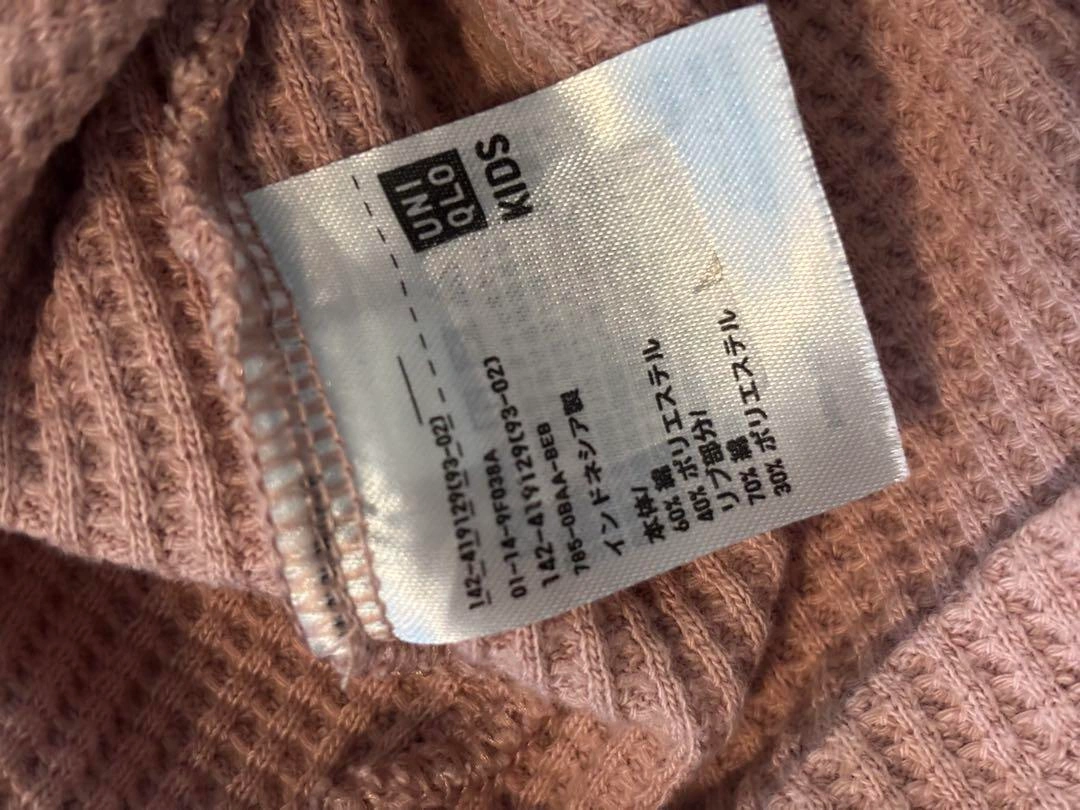 UNI
QLO
KIDS
142-419129(93-02)
01-14-9F038A
142-419129(93-02)
785-0BAA-BEB
インドネシア製
本体/
60% 綿
40% ポリエステル
リブ部分/
70% 綿
30% ポリエステル